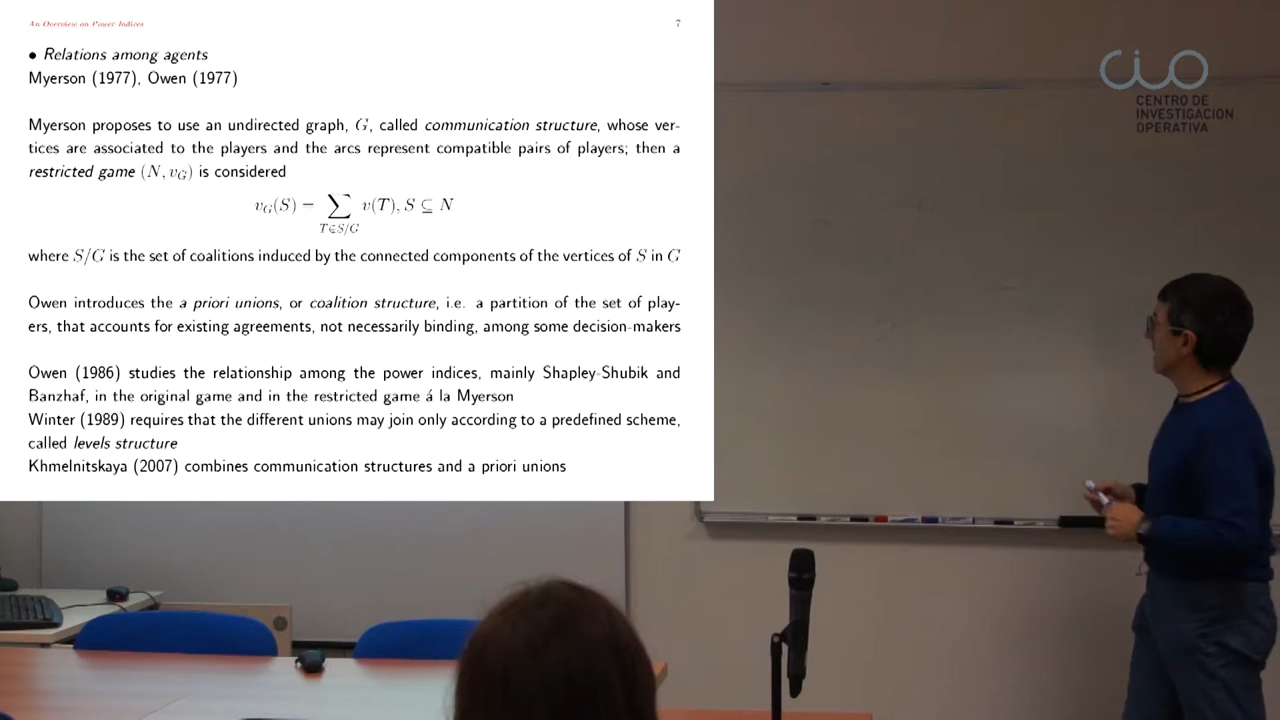 An Overview on Power Indices
7
• Relations among agents
Myerson (1977), Owen (1977)
Myerson proposes to use an undirected graph, G, called communication structure, whose ver-
tices are associated to the players and the arcs represent compatible pairs of players; then a
restricted game (N, v_G) is considered
v_G(S) = ∑ v(T), S ⊆ N
T∈S/G
where S/G is the set of coalitions induced by the connected components of the vertices of S in G
Owen introduces the a priori unions, or coalition structure, i.e. a partition of the set of play-
ers, that accounts for existing agreements, not necessarily binding, among some decision-makers
Owen (1986) studies the relationship among the power indices, mainly Shapley-Shubik and
Banzhaf, in the original game and in the restricted game á la Myerson
Winter (1989) requires that the different unions may join only according to a predefined scheme,
called levels structure
Khmelnitskaya (2007) combines communication structures and a priori unions
CIO
CENTRO DE
INVESTIGACIÓN
OPERATIVA